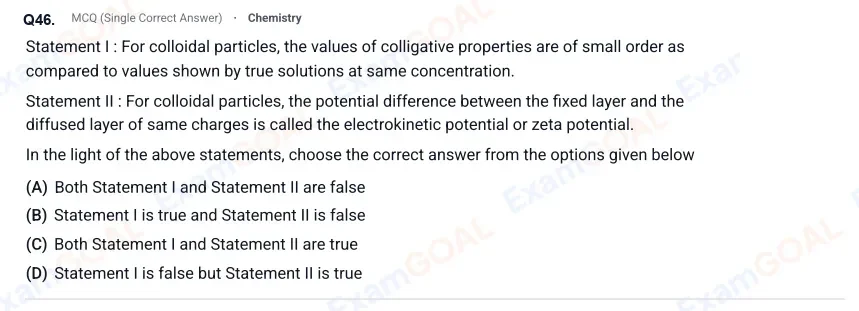 Q46. MCQ (Single Correct Answer) · Chemistry
Statement I : For colloidal particles, the values of colligative properties are of small order as
compared to values shown by true solutions at same concentration.
Statement II : For colloidal particles, the potential difference between the fixed layer and the
diffused layer of same charges is called the electrokinetic potential or zeta potential.
In the light of the above statements, choose the correct answer from the options given below
(A) Both Statement I and Statement II are false
(B) Statement I is true and Statement II is false
(C) Both Statement I and Statement II are true
(D) Statement I is false but Statement II is true
ExamGOAL